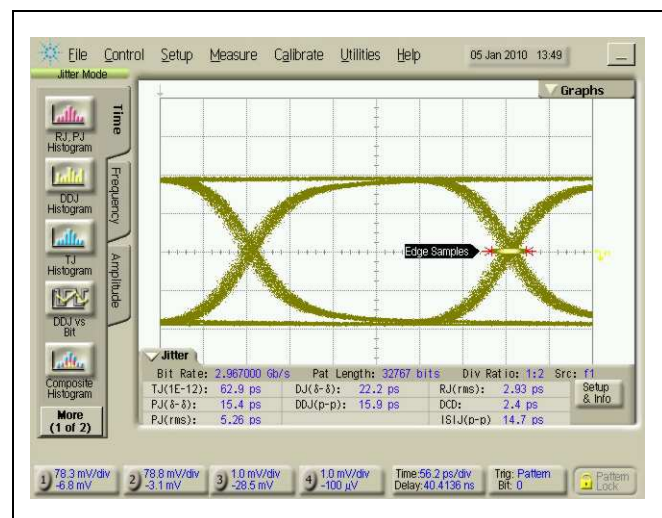 File Control Setup Measure Calibrate Utilities Help 05 Jan 2010 13:49
Jitter Mode
Graphs
Time
Frequency
Amplitude
RJ, PJ
Histogram
DDJ
Histogram
TJ
Histogram
DDJ vs
Bit
Composite
Histogram
More
(1 of 2)
Edge Samples
Jitter
Bit Rate: 2.967000 Gb/s Pat Length: 32767 bits Div Ratio: 1:2 Src: f1
TJ(1E-12): 62.9 ps DJ(δ-δ): 22.2 ps RJ(rms): 2.93 ps
PJ(δ-δ): 15.4 ps DDJ(p-p): 15.9 ps DCD: 2.4 ps
PJ(rms): 5.26 ps ISIJ(p-p) 14.7 ps
Setup
& Info
1) 78.3 mV/div
-6.8 mV
2) 78.8 mV/div
-3.1 mV
3) 1.0 mV/div
-28.5 mV
4) 1.0 mV/div
-100 µV
Time:56.2 ps/div
Delay:40.4136 ns
Trig: Pattern
Bit: 0
Pattern
Lock